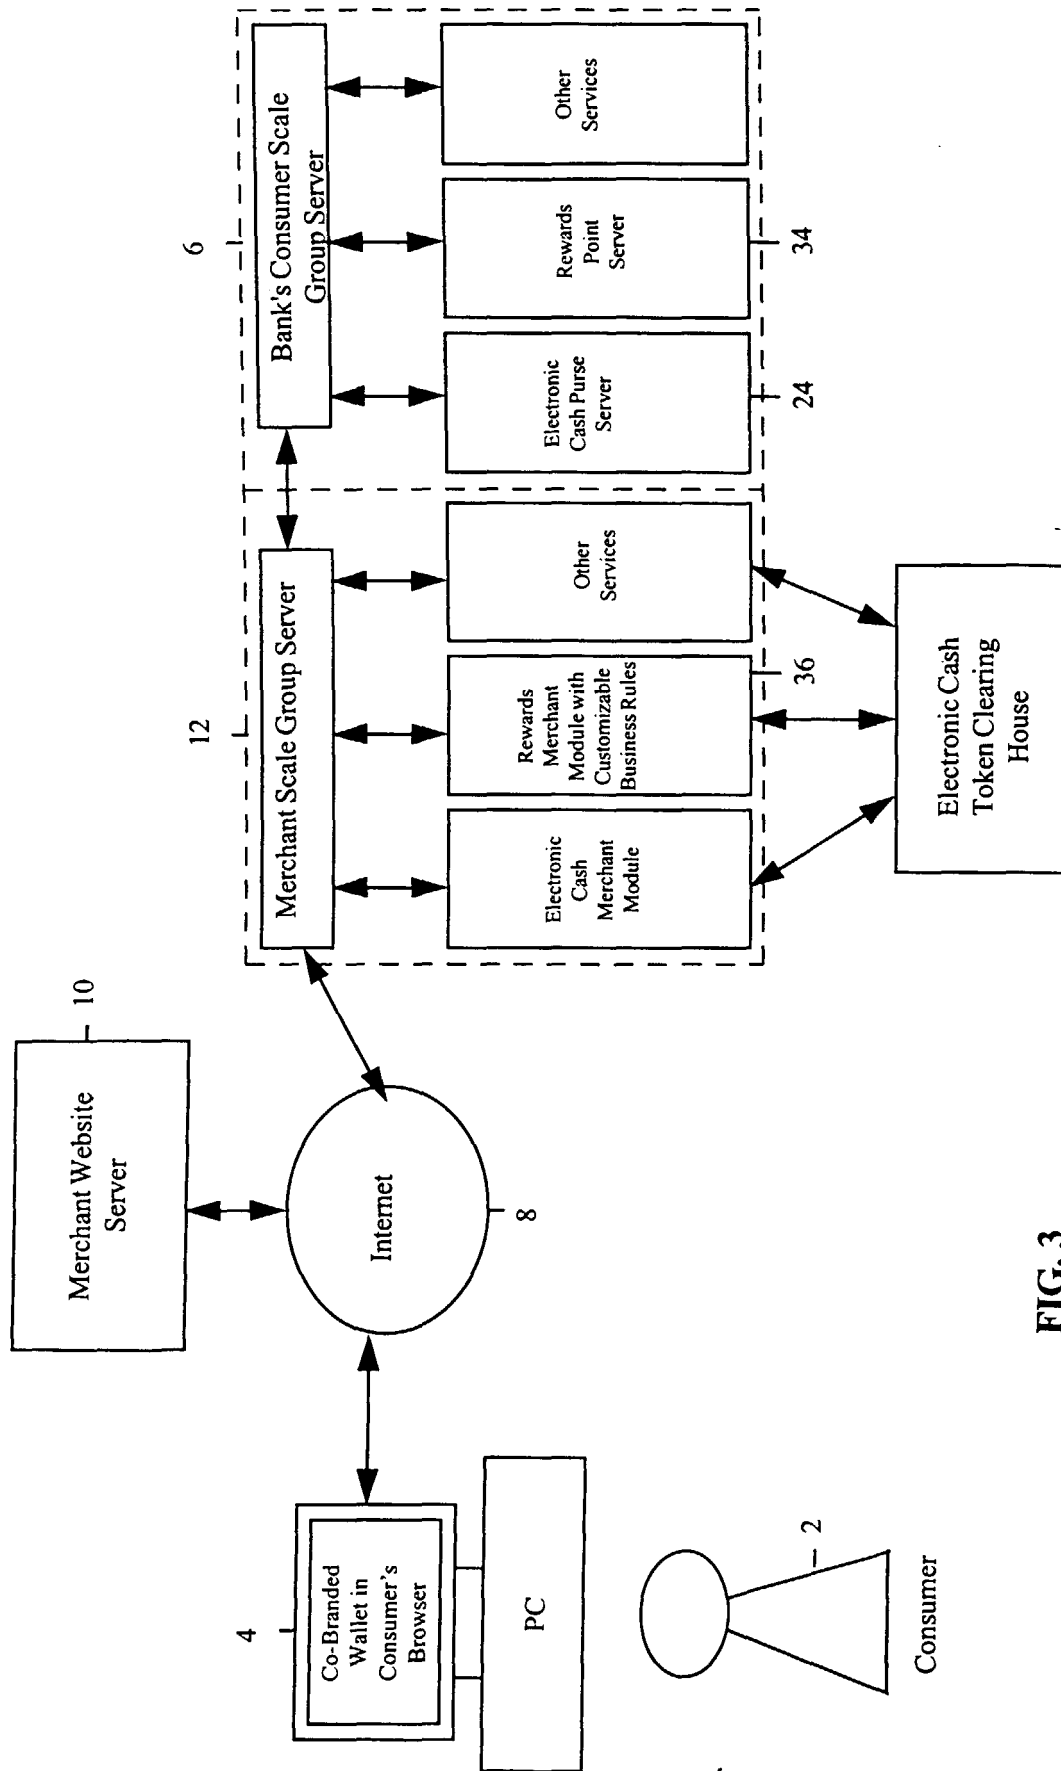 Merchant Website
Server
10
4
Co-Branded
Wallet in
Consumer's
Browser
PC
2
Consumer
Internet
8
12
Merchant Scale Group Server
Electronic
Cash
Merchant
Module
Rewards
Merchant
Module with
Customizable
Business Rules
36
Other
Services
6
Bank's Consumer Scale
Group Server
Electronic
Cash Purse
Server
24
Rewards
Point
Server
34
Other
Services
Electronic Cash
Token Clearing
House
FIG. 3